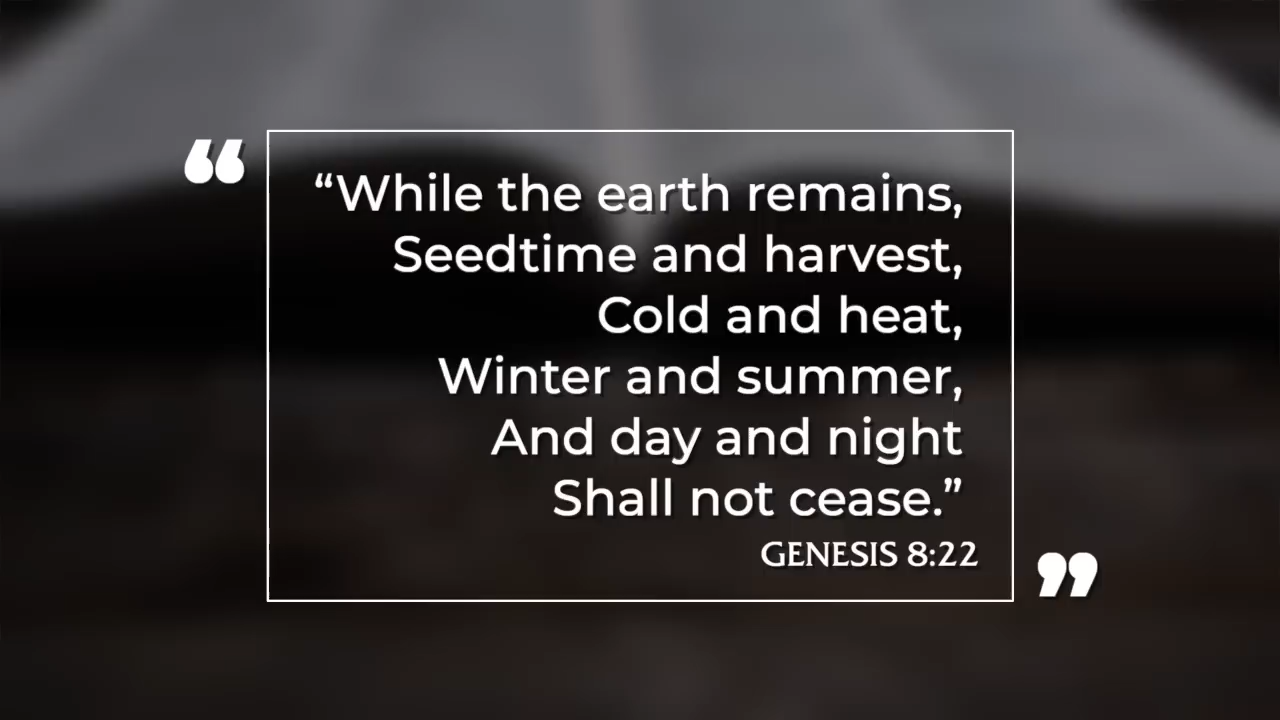 “While the earth remains,
Seedtime and harvest,
Cold and heat,
Winter and summer,
And day and night
Shall not cease.”
GENESIS 8:22